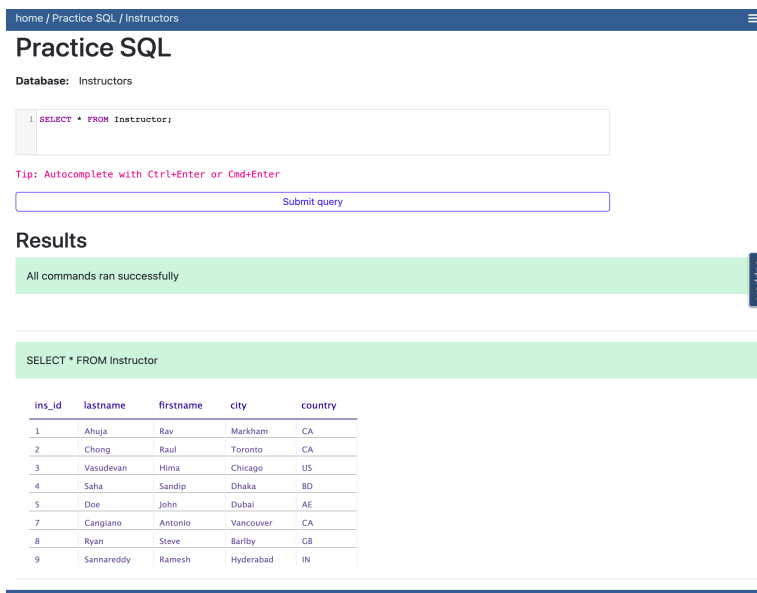 home / Practice SQL / Instructors
Practice SQL
Database: Instructors
1 SELECT * FROM Instructor;
Tip: Autocomplete with Ctrl+Enter or Cmd+Enter
Submit query
Results
All commands ran successfully
SELECT * FROM Instructor
ins_id lastname firstname city country
1 Ahuja Rav Markham CA
2 Chong Raul Toronto CA
3 Vasudevan Hima Chicago US
4 Saha Sandip Dhaka BD
5 Doe John Dubai AE
7 Cangiano Antonio Vancouver CA
8 Ryan Steve Barlby GB
9 Sannareddy Ramesh Hyderabad IN